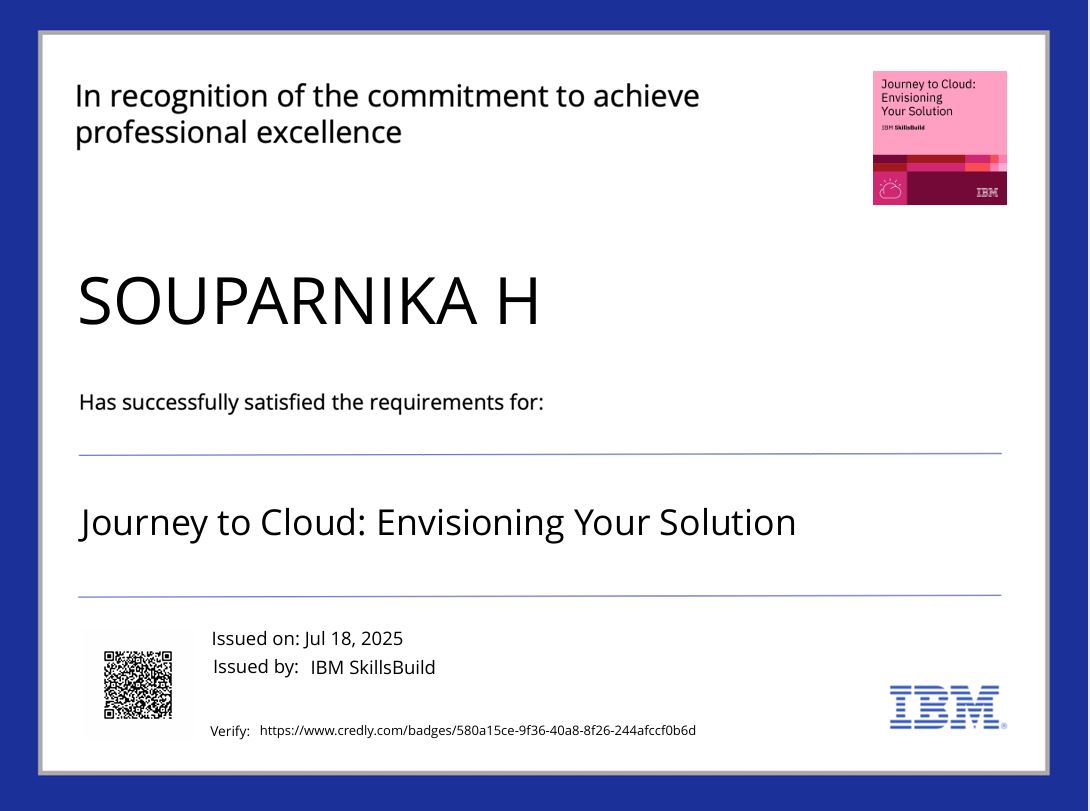 In recognition of the commitment to achieve
professional excellence
Journey to Cloud:
Envisioning
Your Solution
IBM SkillsBuild
IBM
SOUPARNIKA H
Has successfully satisfied the requirements for:
Journey to Cloud: Envisioning Your Solution
Issued on: Jul 18, 2025
Issued by: IBM SkillsBuild
Verify: https://www.credly.com/badges/580a15ce-9f36-40a8-8f26-244afccf0b6d
IBM®